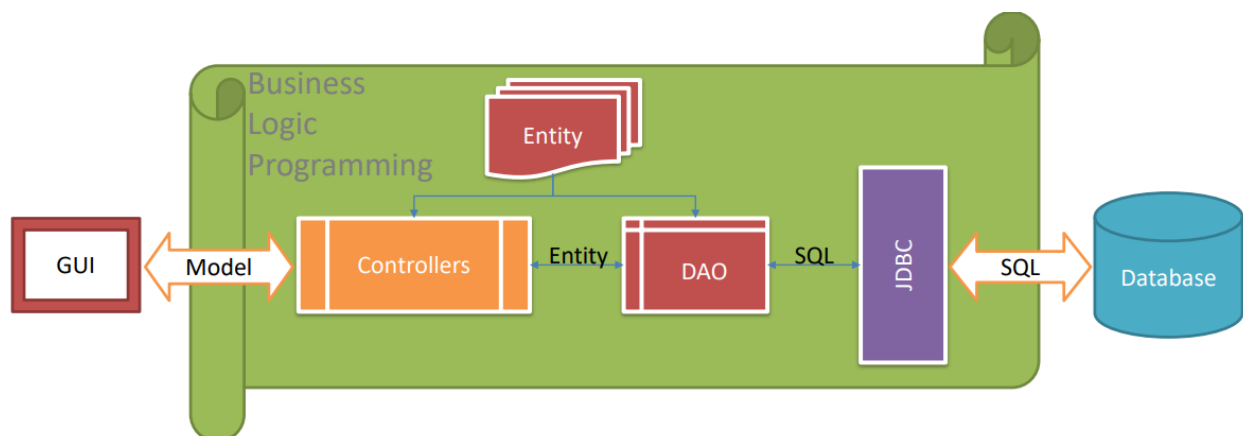 Business
Logic
Programming
Entity
GUI
Model
Controllers
Entity
DAO
SQL
JDBC
SQL
Database